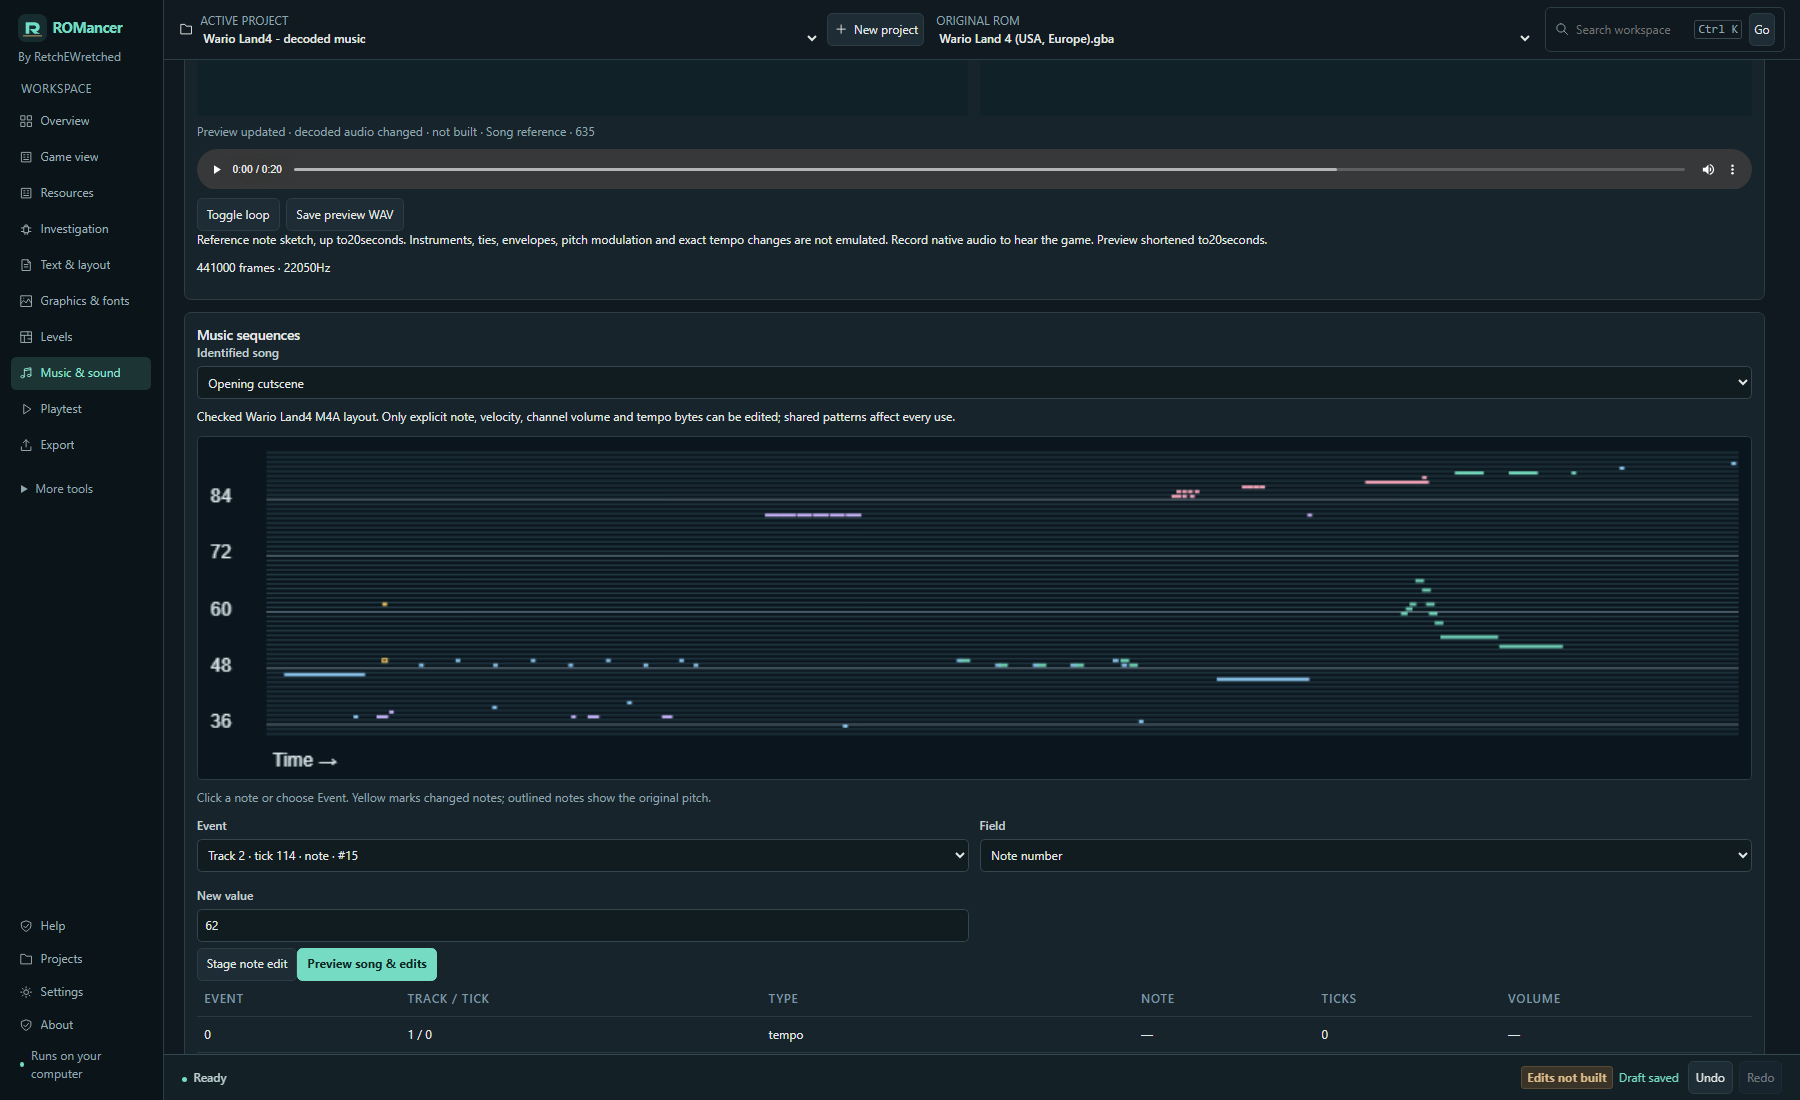 ROMancer
By RetchEWretched
WORKSPACE
Overview
Game view
Resources
Investigation
Text & layout
Graphics & fonts
Levels
Music & sound
Playtest
Export
More tools
Help
Projects
Settings
About
Runs on your
computer
ACTIVE PROJECT
Wario Land4 - decoded music
New project
ORIGINAL ROM
Wario Land 4 (USA, Europe).gba
Search workspace
Ctrl K
Go
Preview updated · decoded audio changed · not built · Song reference · 635
0:00 / 0:20
Toggle loop
Save preview WAV
Reference note sketch, up to20seconds. Instruments, ties, envelopes, pitch modulation and exact tempo changes are not emulated. Record native audio to hear the game. Preview shortened to20seconds.
441000 frames · 22050Hz
Music sequences
Identified song
Opening cutscene
Checked Wario Land4 M4A layout. Only explicit note, velocity, channel volume and tempo bytes can be edited; shared patterns affect every use.
84
72
60
48
36
Time →
Click a note or choose Event. Yellow marks changed notes; outlined notes show the original pitch.
Event
Field
Track 2 · tick 114 · note · #15
Note number
New value
62
Stage note edit
Preview song & edits
EVENT TRACK / TICK TYPE NOTE TICKS VOLUME
0 1 / 0 tempo — 0 —
Ready
Edits not built
Draft saved
Undo
Redo